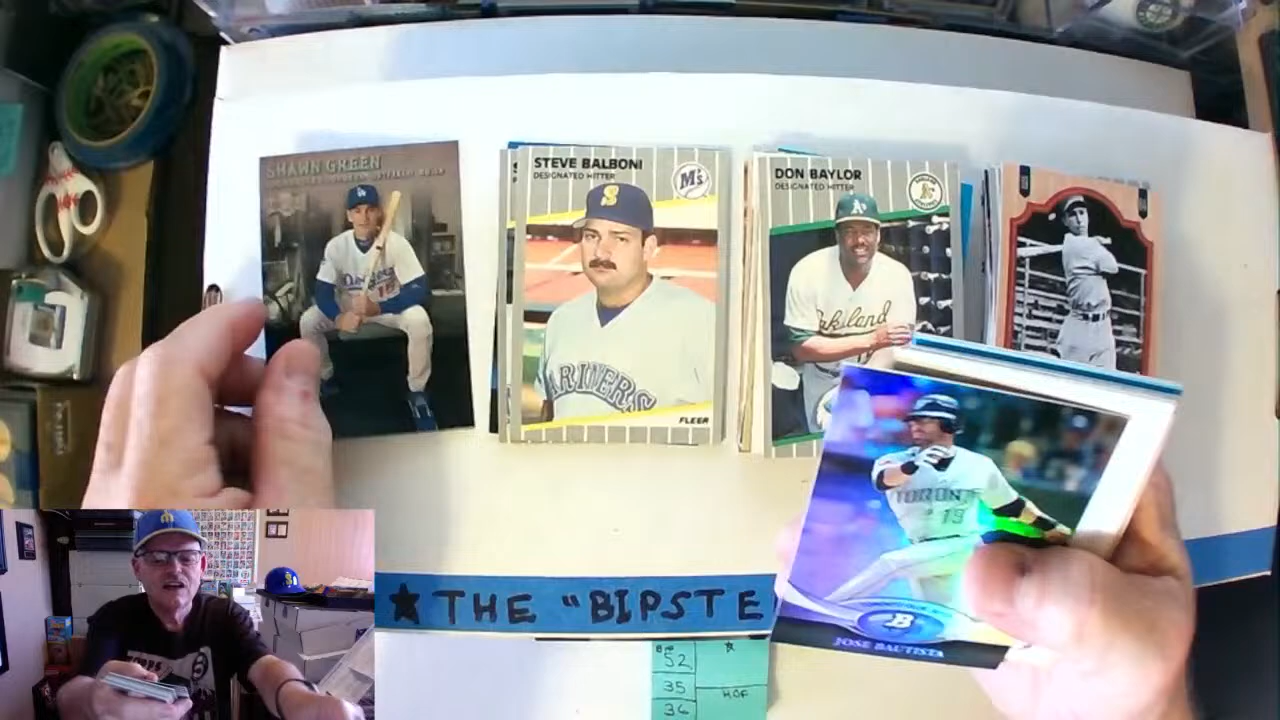 SHAWN GREEN
Dodgers
STEVE BALBONI
DESIGNATED HITTER
M's
S
MARINERS
FLEER
DON BAYLOR
DESIGNATED HITTER
A's
Oakland
TORONTO
19
B
JOSE BAUTISTA
★ THE "BIPSTE
52
35
36
H.O.F